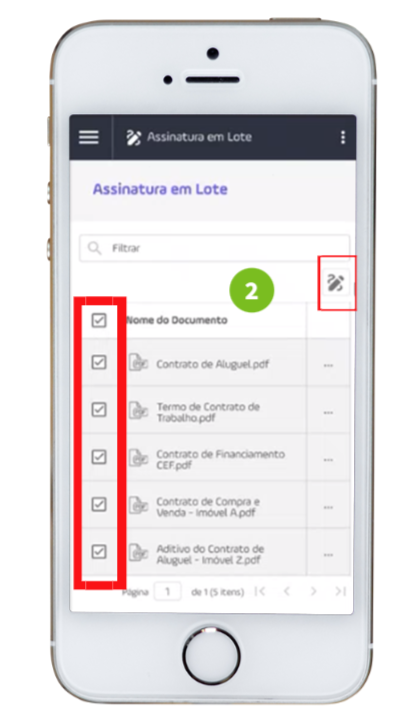 Assinatura em Lote
Assinatura em Lote
Filtrar
2
Nome do Documento
Contrato de Aluguel.pdf
Termo de Contrato de
Trabalho.pdf
Contrato de Financiamento
CEF.pdf
Contrato de Compra e
Venda - Imóvel A.pdf
Aditivo do Contrato de
Aluguel - Imóvel Z.pdf
Página 1 de 1 (5 itens)